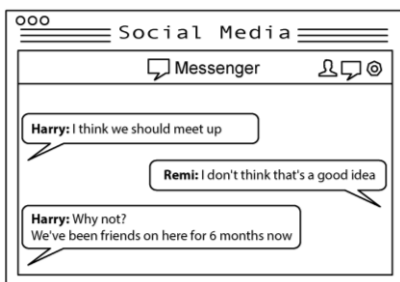 Social Media
Messenger
Harry: I think we should meet up
Remi: I don't think that's a good idea
Harry: Why not?
We've been friends on here for 6 months now